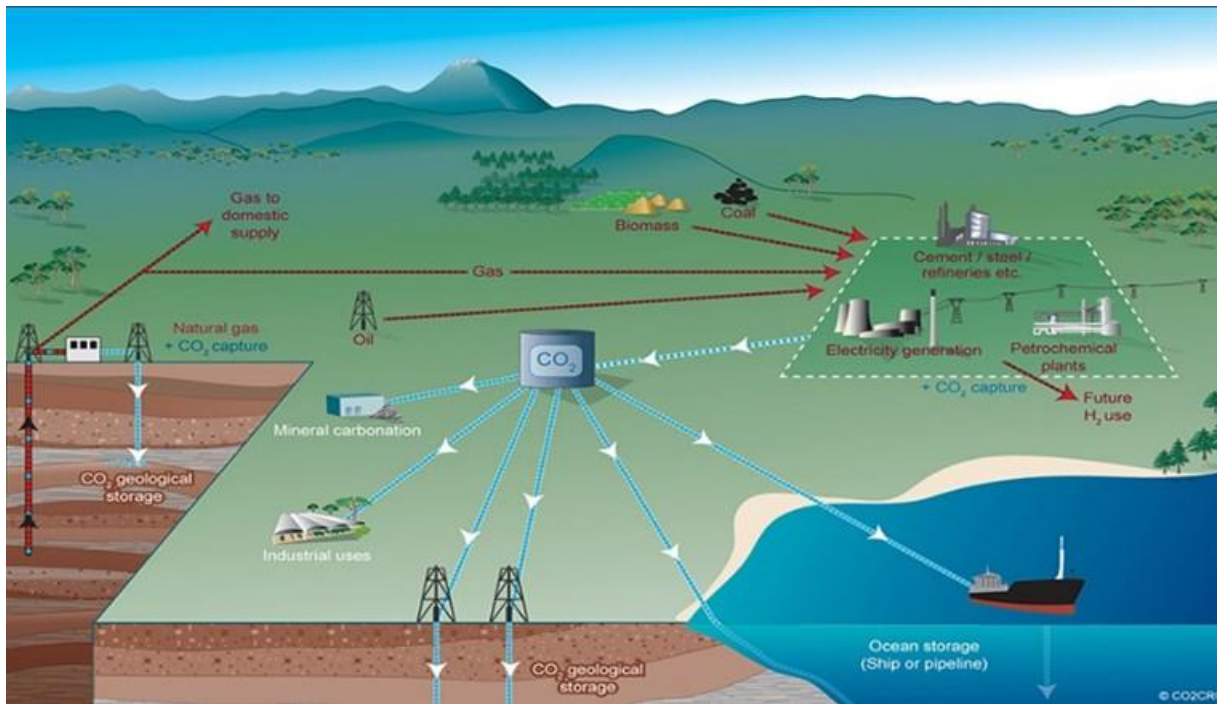 Gas to
domestic
supply
Coal
Biomass
Cement / steel /
refineries etc.
Gas
Natural gas
+ CO₂ capture
Oil
CO₂
Electricity generation
Petrochemical
plants
+ CO₂ capture
Future
H₂ use
Mineral carbonation
CO₂ geological
storage
Industrial uses
Ocean storage
(Ship or pipeline)
CO₂ geological
storage